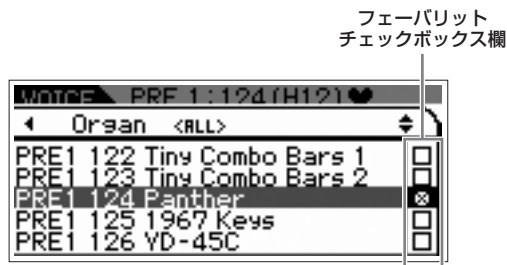 フェーバリット
チェックボックス欄
VOICE PRE 1:124(H12)
Organ <ALL>
PRE1 122 Tiny Combo Bars 1
PRE1 123 Tiny Combo Bars 2
PRE1 124 Panther
PRE1 125 1967 Keys
PRE1 126 YD-45C